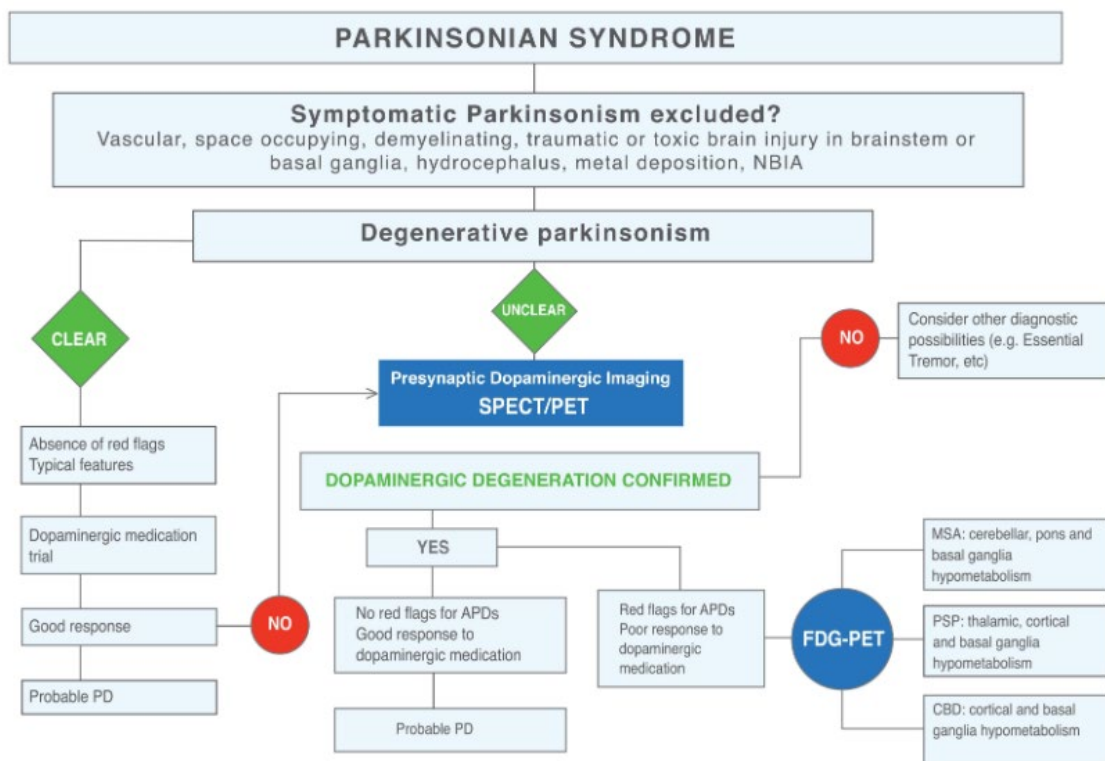 PARKINSONIAN SYNDROME
Symptomatic Parkinsonism excluded?
Vascular, space occupying, demyelinating, traumatic or toxic brain injury in brainstem or
basal ganglia, hydrocephalus, metal deposition, NBIA
Degenerative parkinsonism
CLEAR
UNCLEAR
NO
Consider other diagnostic
possibilities (e.g. Essential
Tremor, etc)
Presynaptic Dopaminergic Imaging
SPECT/PET
Absence of red flags
Typical features
DOPAMINERGIC DEGENERATION CONFIRMED
Dopaminergic medication
trial
YES
MSA: cerebellar, pons and
basal ganglia
hypometabolism
Good response
NO
No red flags for APDs
Good response to
dopaminergic medication
Red flags for APDs
Poor response to
dopaminergic
medication
FDG-PET
PSP: thalamic, cortical
and basal ganglia
hypometabolism
Probable PD
Probable PD
CBD: cortical and basal
ganglia hypometabolism